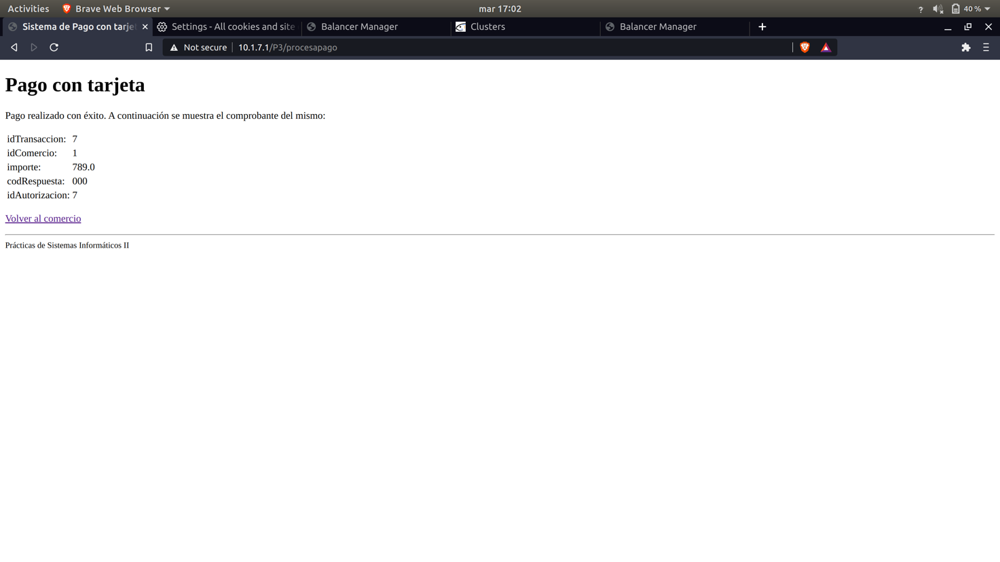 Activities Brave Web Browser mar 17:02 ? 40 %
Sistema de Pago con tarje Settings - All cookies and site Balancer Manager Clusters Balancer Manager
Not secure 10.1.7.1/P3/procesapago
Pago con tarjeta
Pago realizado con éxito. A continuación se muestra el comprobante del mismo:
idTransaccion: 7
idComercio: 1
importe: 789.0
codRespuesta: 000
idAutorizacion: 7
Volver al comercio
Prácticas de Sistemas Informáticos II